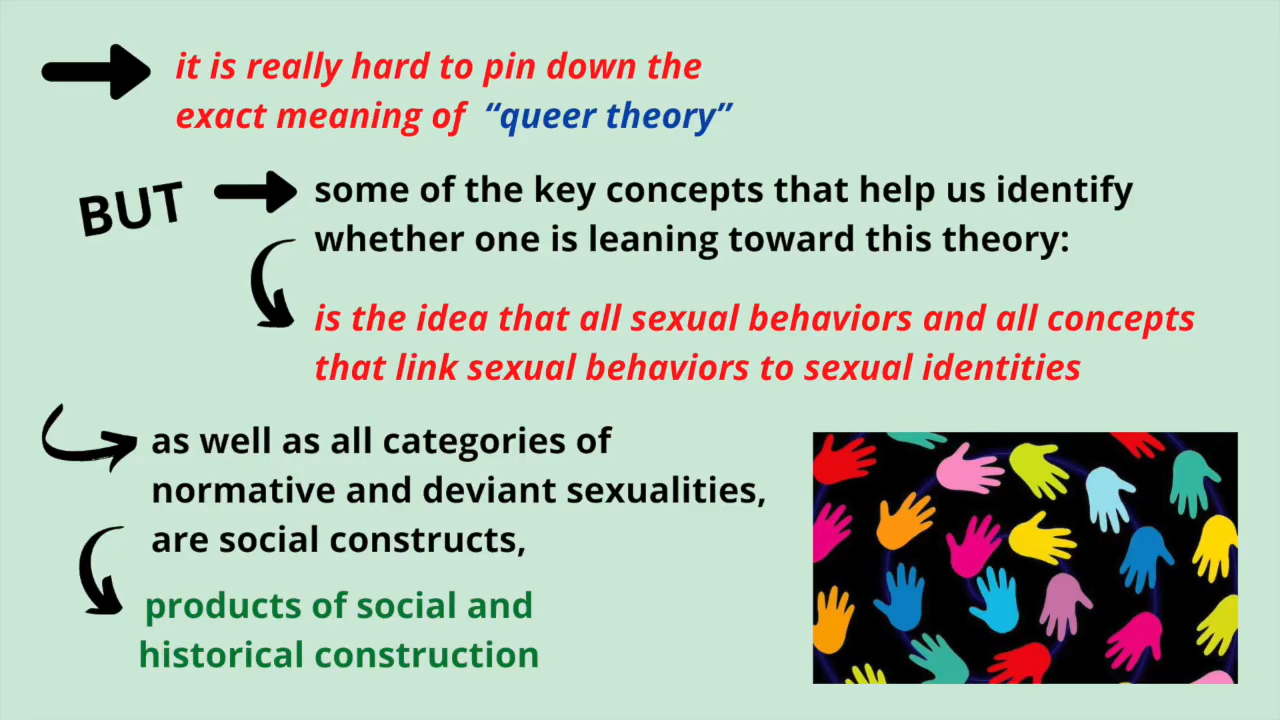 it is really hard to pin down the
exact meaning of “queer theory”
BUT
some of the key concepts that help us identify
whether one is leaning toward this theory:
is the idea that all sexual behaviors and all concepts
that link sexual behaviors to sexual identities
as well as all categories of
normative and deviant sexualities,
are social constructs,
products of social and
historical construction